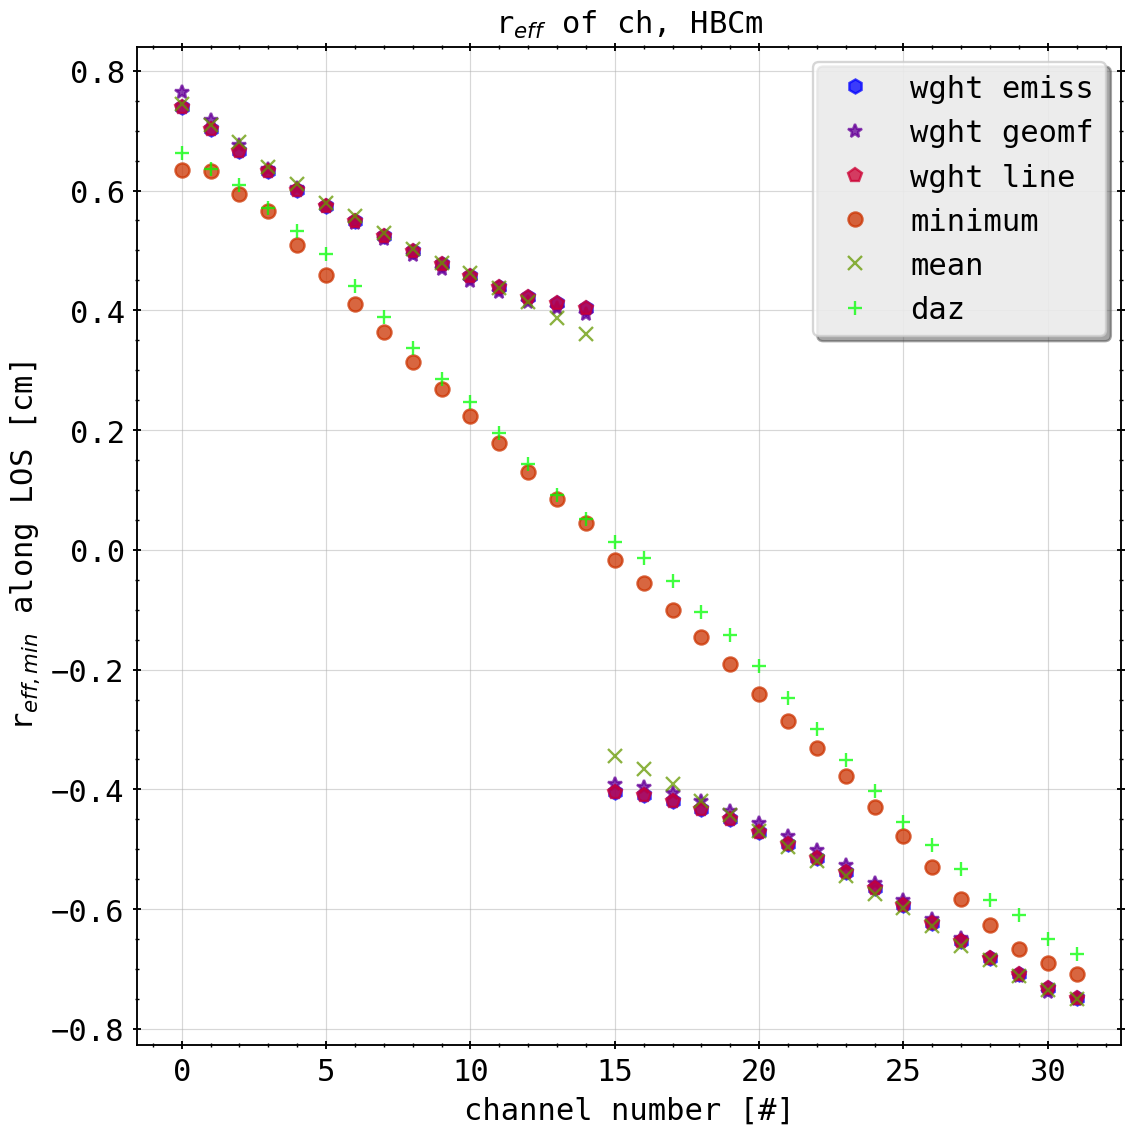 r_eff of ch, HBCm
wght emiss
wght geomf
wght line
minimum
mean
daz
r_eff,min along LOS [cm]
0.8
0.6
0.4
0.2
0.0
−0.2
−0.4
−0.6
−0.8
0 5 10 15 20 25 30
channel number [#]